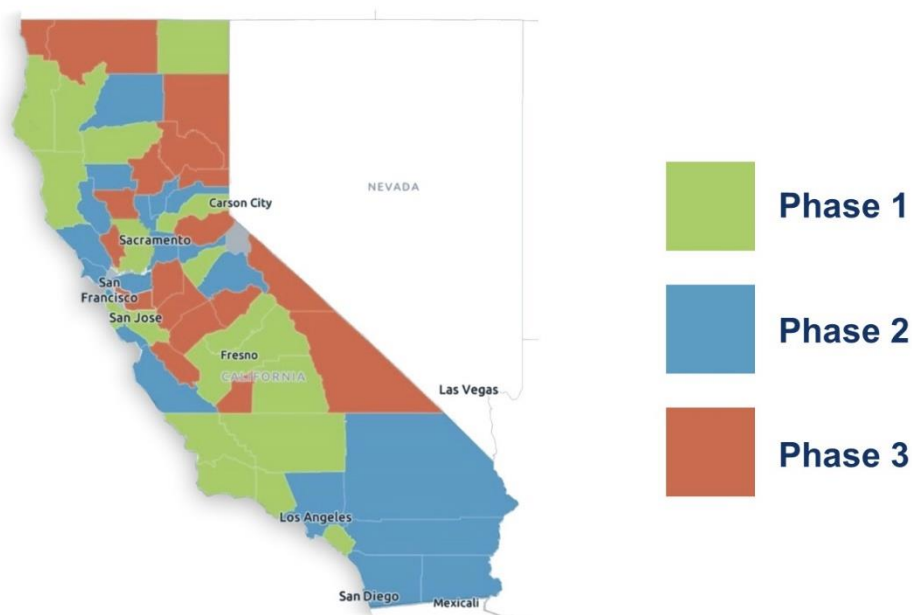 NEVADA
Carson City
Sacramento
San
Francisco
San Jose
Fresno
CALIFORNIA
Las Vegas
Los Angeles
San Diego
Mexicali
Phase 1
Phase 2
Phase 3